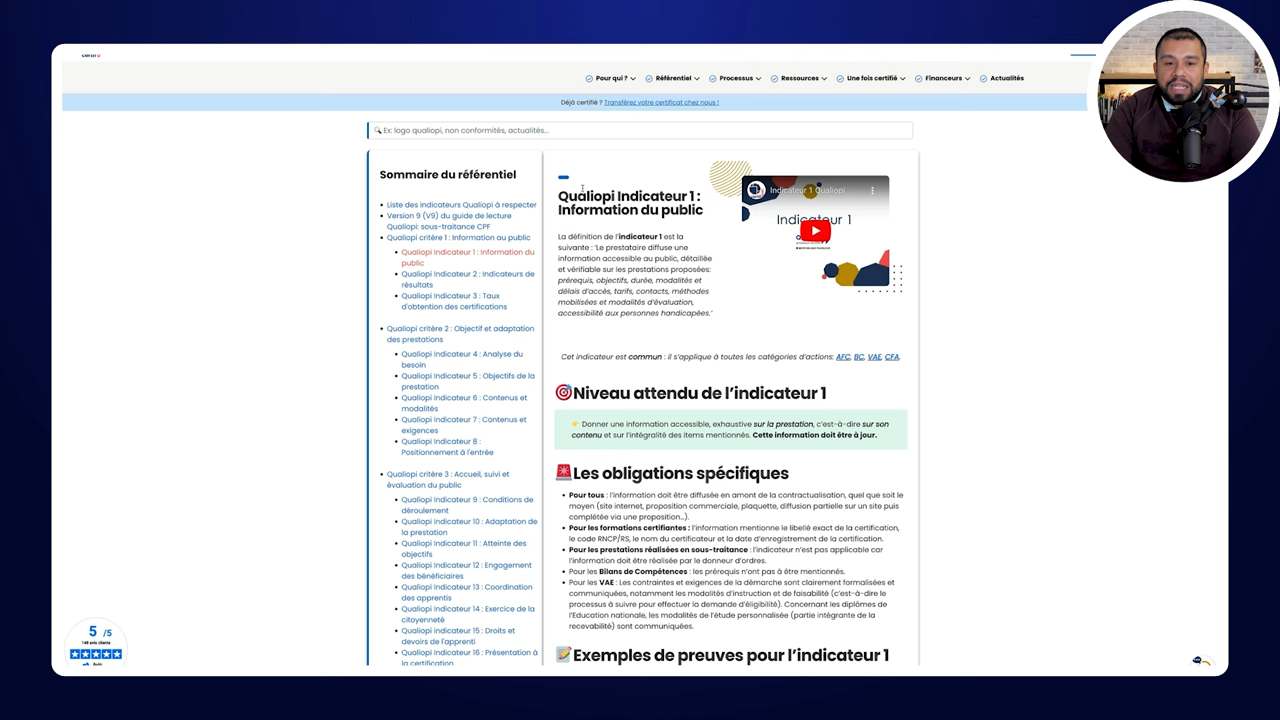 Pour qui ?
Référentiel
Processus
Ressources
Une fois certifié
Financeurs
Actualités
Déjà certifié ? Transférez votre certificat chez nous !
🔍 Ex: logo qualiopi, non conformités, actualités...
Sommaire du référentiel
Liste des indicateurs Qualiopi à respecter
Version 9 (V9) du guide de lecture
Qualiopi: sous-traitance CPF
Qualiopi critère 1 : Information au public
Qualiopi Indicateur 1 : Information du
public
Qualiopi Indicateur 2 : Indicateurs de
résultats
Qualiopi Indicateur 3 : Taux
d'obtention des certifications
Qualiopi critère 2 : Objectif et adaptation
des prestations
Qualiopi Indicateur 4 : Analyse du
besoin
Qualiopi Indicateur 5 : Objectifs de la
prestation
Qualiopi Indicateur 6 : Contenus et
modalités
Qualiopi Indicateur 7 : Contenus et
exigences
Qualiopi Indicateur 8 :
Positionnement à l'entrée
Qualiopi critère 3 : Accueil, suivi et
évaluation du public
Qualiopi Indicateur 9 : Conditions de
déroulement
Qualiopi Indicateur 10 : Adaptation de
la prestation
Qualiopi Indicateur 11 : Atteinte des
objectifs
Qualiopi Indicateur 12 : Engagement
des bénéficiaires
Qualiopi Indicateur 13 : Coordination
des apprentis
Qualiopi Indicateur 14 : Exercice de la
citoyenneté
Qualiopi Indicateur 15 : Droits et
devoirs de l'apprenti
Qualiopi Indicateur 16 : Présentation à
la certification
Qualiopi Indicateur 1 :
Information du public
La définition de l'indicateur 1 est la
suivante : 'Le prestataire diffuse une
information accessible au public, détaillée
et vérifiable sur les prestations proposées:
prérequis, objectifs, durée, modalités et
délais d'accès, tarifs, contacts, méthodes
mobilisées et modalités d'évaluation,
accessibilité aux personnes handicapées.'
Indicateur 1 Qualiopi
Indicateur 1
Cet indicateur est commun : il s'applique à toutes les catégories d'actions: AFC, BC, VAE, CFA.
🎯Niveau attendu de l'indicateur 1
👉 Donner une information accessible, exhaustive sur la prestation, c'est-à-dire sur son
contenu et sur l'intégralité des items mentionnés. Cette information doit être à jour.
🚨Les obligations spécifiques
Pour tous : l'information doit être diffusée en amont de la contractualisation, quel que soit le
moyen (site internet, proposition commerciale, plaquette, diffusion partielle sur un site puis
complétée via une proposition...).
Pour les formations certifiantes : l'information mentionne le libellé exact de la certification,
le code RNCP/RS, le nom du certificateur et la date d'enregistrement de la certification.
Pour les prestations réalisées en sous-traitance : l'indicateur n'est pas applicable car
l'information doit être réalisée par le donneur d'ordres.
Pour les Bilans de Compétences : les prérequis n'ont pas à être mentionnés.
Pour les VAE : Les contraintes et exigences de la démarche sont clairement formalisées et
communiquées, notamment les modalités d'instruction et de faisabilité (c'est-à-dire le
processus à suivre pour effectuer la demande d'éligibilité). Concernant les diplômes de
l'Education nationale, les modalités de l'étude personnalisée (partie intégrante de la
recevabilité) sont communiquées.
📝Exemples de preuves pour l'indicateur 1
5 /5
148 avis clients